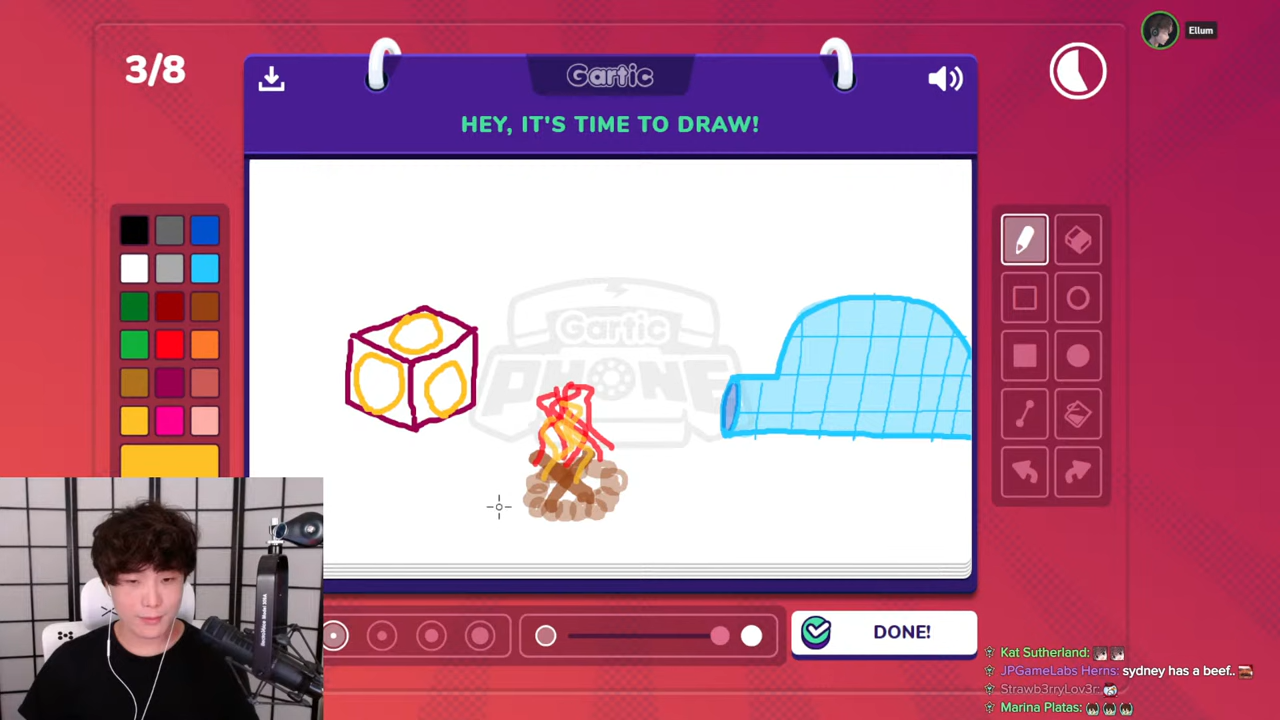 Ellum
3/8
Gartic
HEY, IT'S TIME TO DRAW!
Gartic
PHONE
DONE!
Kat Sutherland:
JPGameLabs Herns: sydney has a beef..
Strawb3rryLov3r:
Marina Platas: